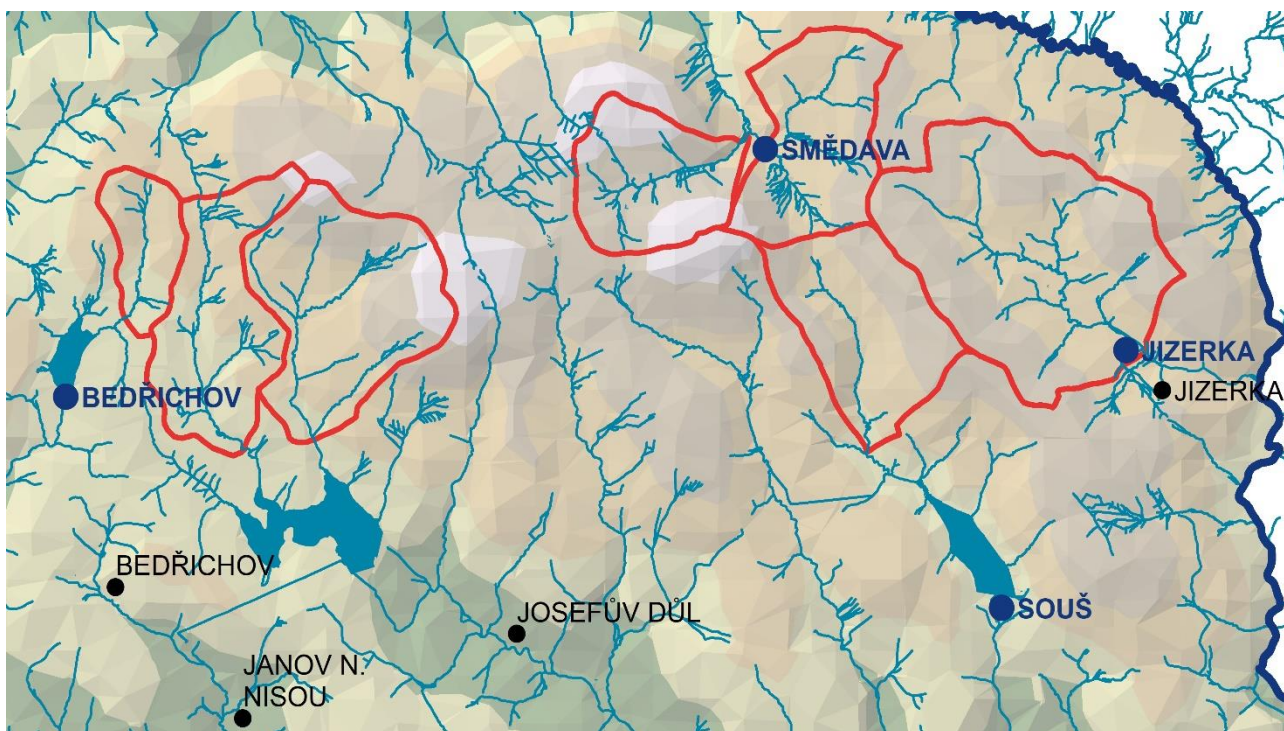 SMĚDAVA
JIZERKA
JIZERKA
BEDŘICHOV
BEDŘICHOV
SOUŠ
JOSEFŮV DŮL
JANOV N.
NISOU